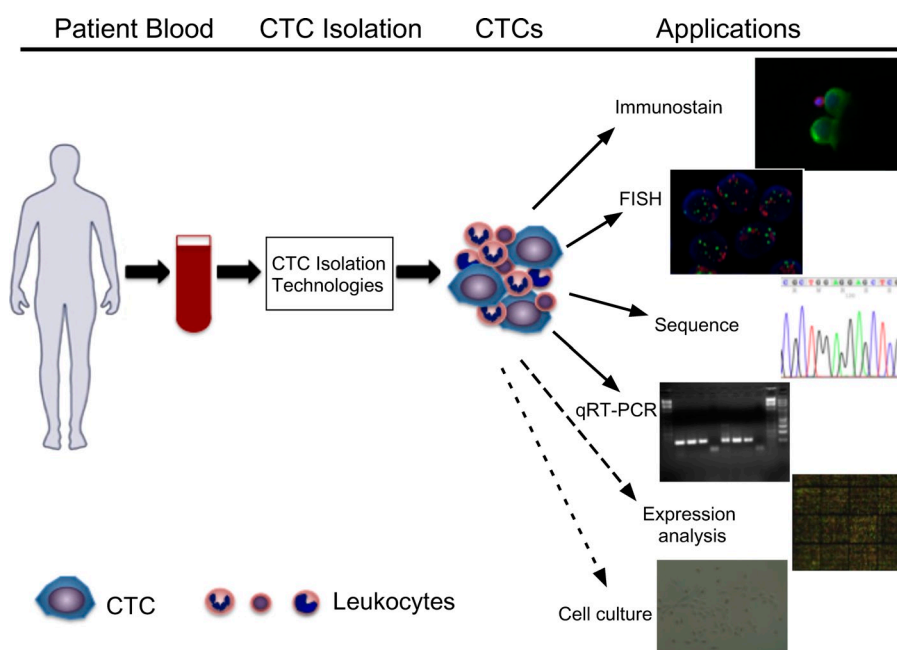 Patient Blood CTC Isolation CTCs Applications
Immunostain
FISH
CTC Isolation
Technologies
C G C T G G A G G A G C T C
Sequence
qRT-PCR
Expression
analysis
Cell culture
CTC
Leukocytes